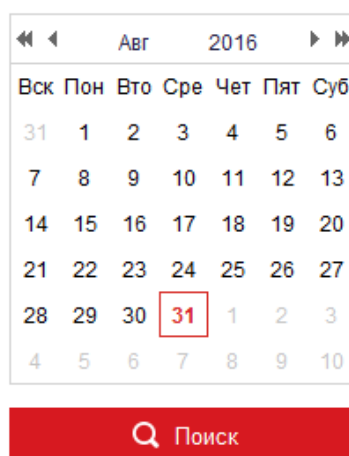 Авг 2016
Вск Пон Вто Сре Чет Пят Суб
31 1 2 3 4 5 6
7 8 9 10 11 12 13
14 15 16 17 18 19 20
21 22 23 24 25 26 27
28 29 30 31 1 2 3
4 5 6 7 8 9 10
Поиск